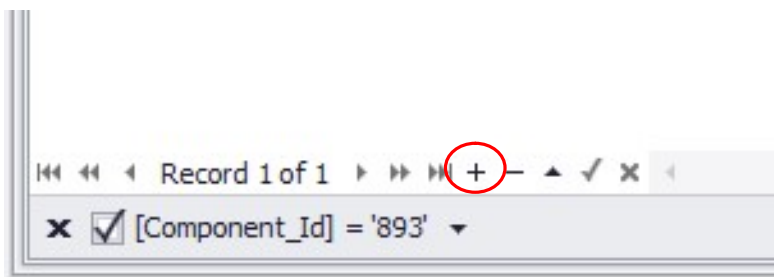 Record 1 of 1
[Component_Id] = '893'